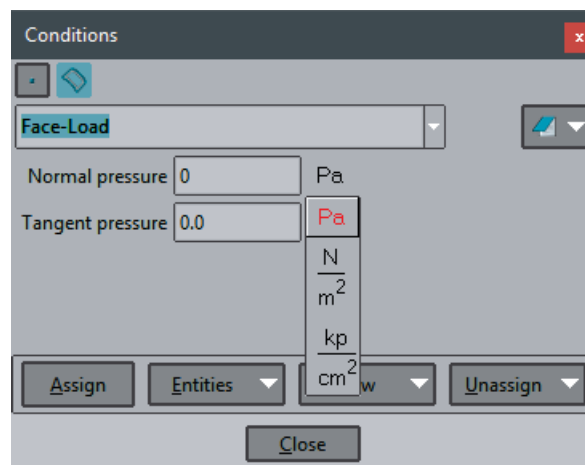 Conditions
x
Face-Load
Normal pressure 0 Pa
Tangent pressure 0.0 Pa
N
m2
kp
cm2
Assign Entities w Unassign
Close